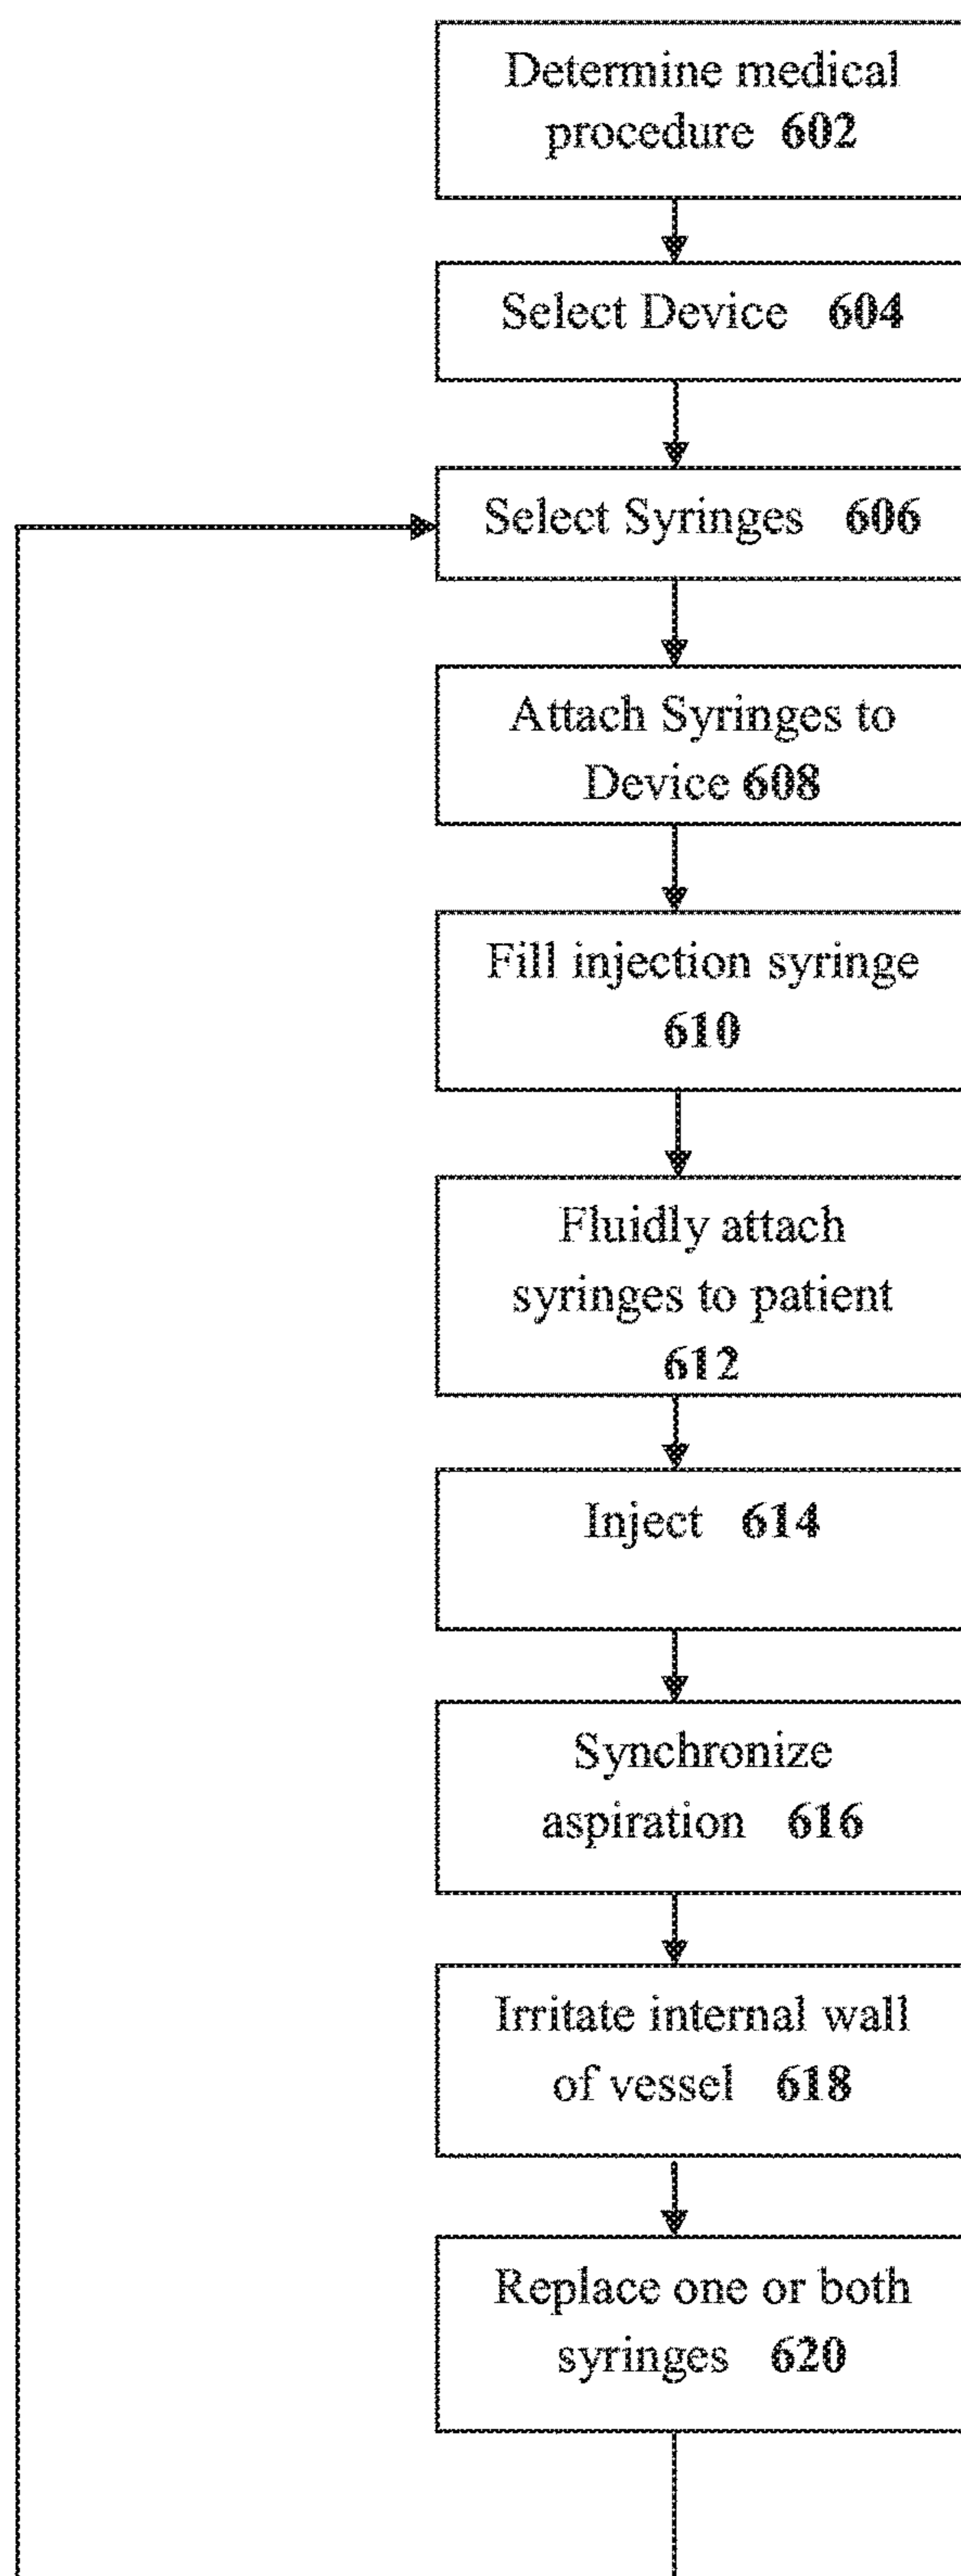 Determine medical
procedure 602
Select Device 604
Select Syringes 606
Attach Syringes to
Device 608
Fill injection syringe
610
Fluidly attach
syringes to patient
612
Inject 614
Synchronize
aspiration 616
Irritate internal wall
of vessel 618
Replace one or both
syringes 620